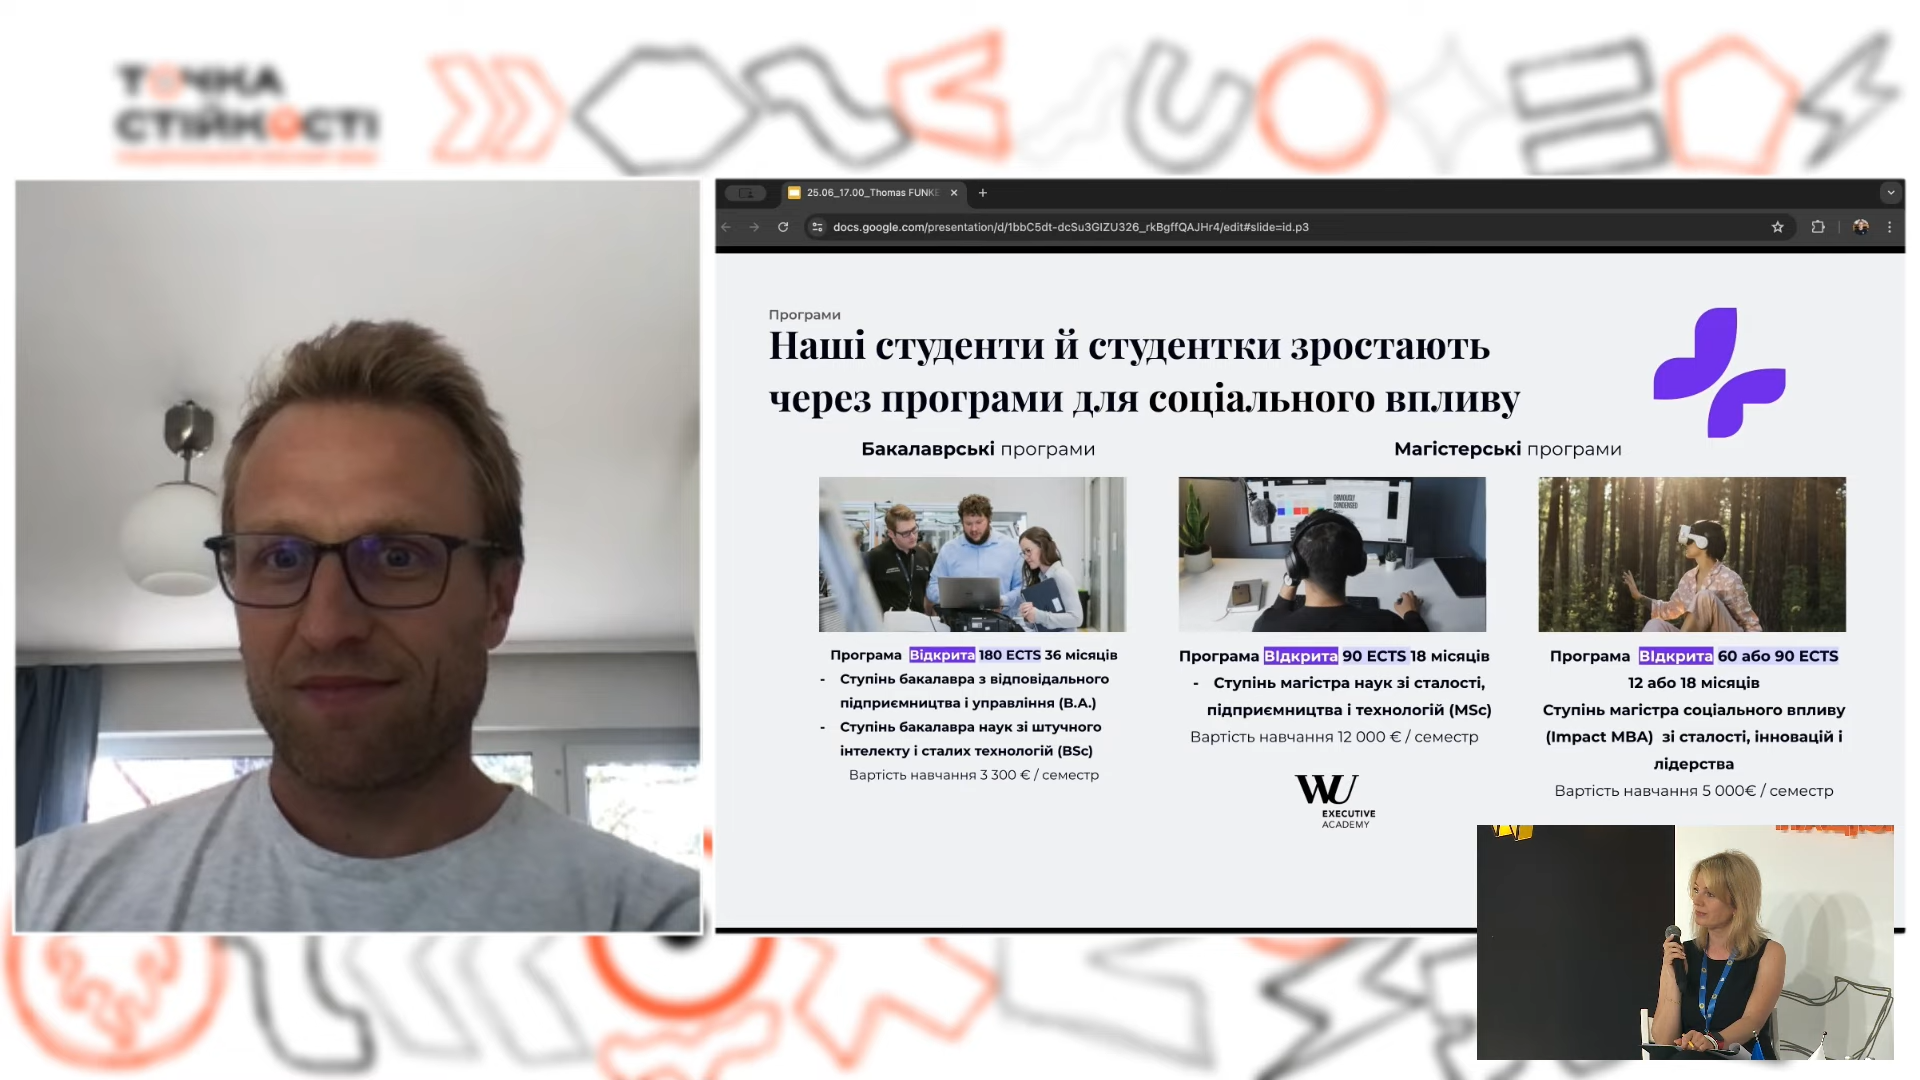 ТОЧКА
СТІЙКОСТІ
25.06_17.00_Thomas FUNKE
docs.google.com/presentation/d/1bbC5dt-dcSu3GIZU326_rkBgffQAJHr4/edit#slide=id.p3
Програми
Наші студенти й студентки зростають
через програми для соціального впливу
Бакалаврські програми
Програма Відкрита 180 ECTS 36 місяців
- Ступінь бакалавра з відповідального
підприємництва і управління (B.A.)
- Ступінь бакалавра наук зі штучного
інтелекту і сталих технологій (BSc)
Вартість навчання 3 300 € / семестр
Магістерські програми
OBVIOUSLY
CONDENSED
Програма ВІдкрита 90 ECTS 18 місяців
- Ступінь магістра наук зі сталості,
підприємництва і технологій (MSc)
Вартість навчання 12 000 € / семестр
WU
EXECUTIVE
ACADEMY
Програма ВІдкрита 60 або 90 ECTS
12 або 18 місяців
Ступінь магістра соціального впливу
(Impact MBA) зі сталості, інновацій і
лідерства
Вартість навчання 5 000€ / семестр